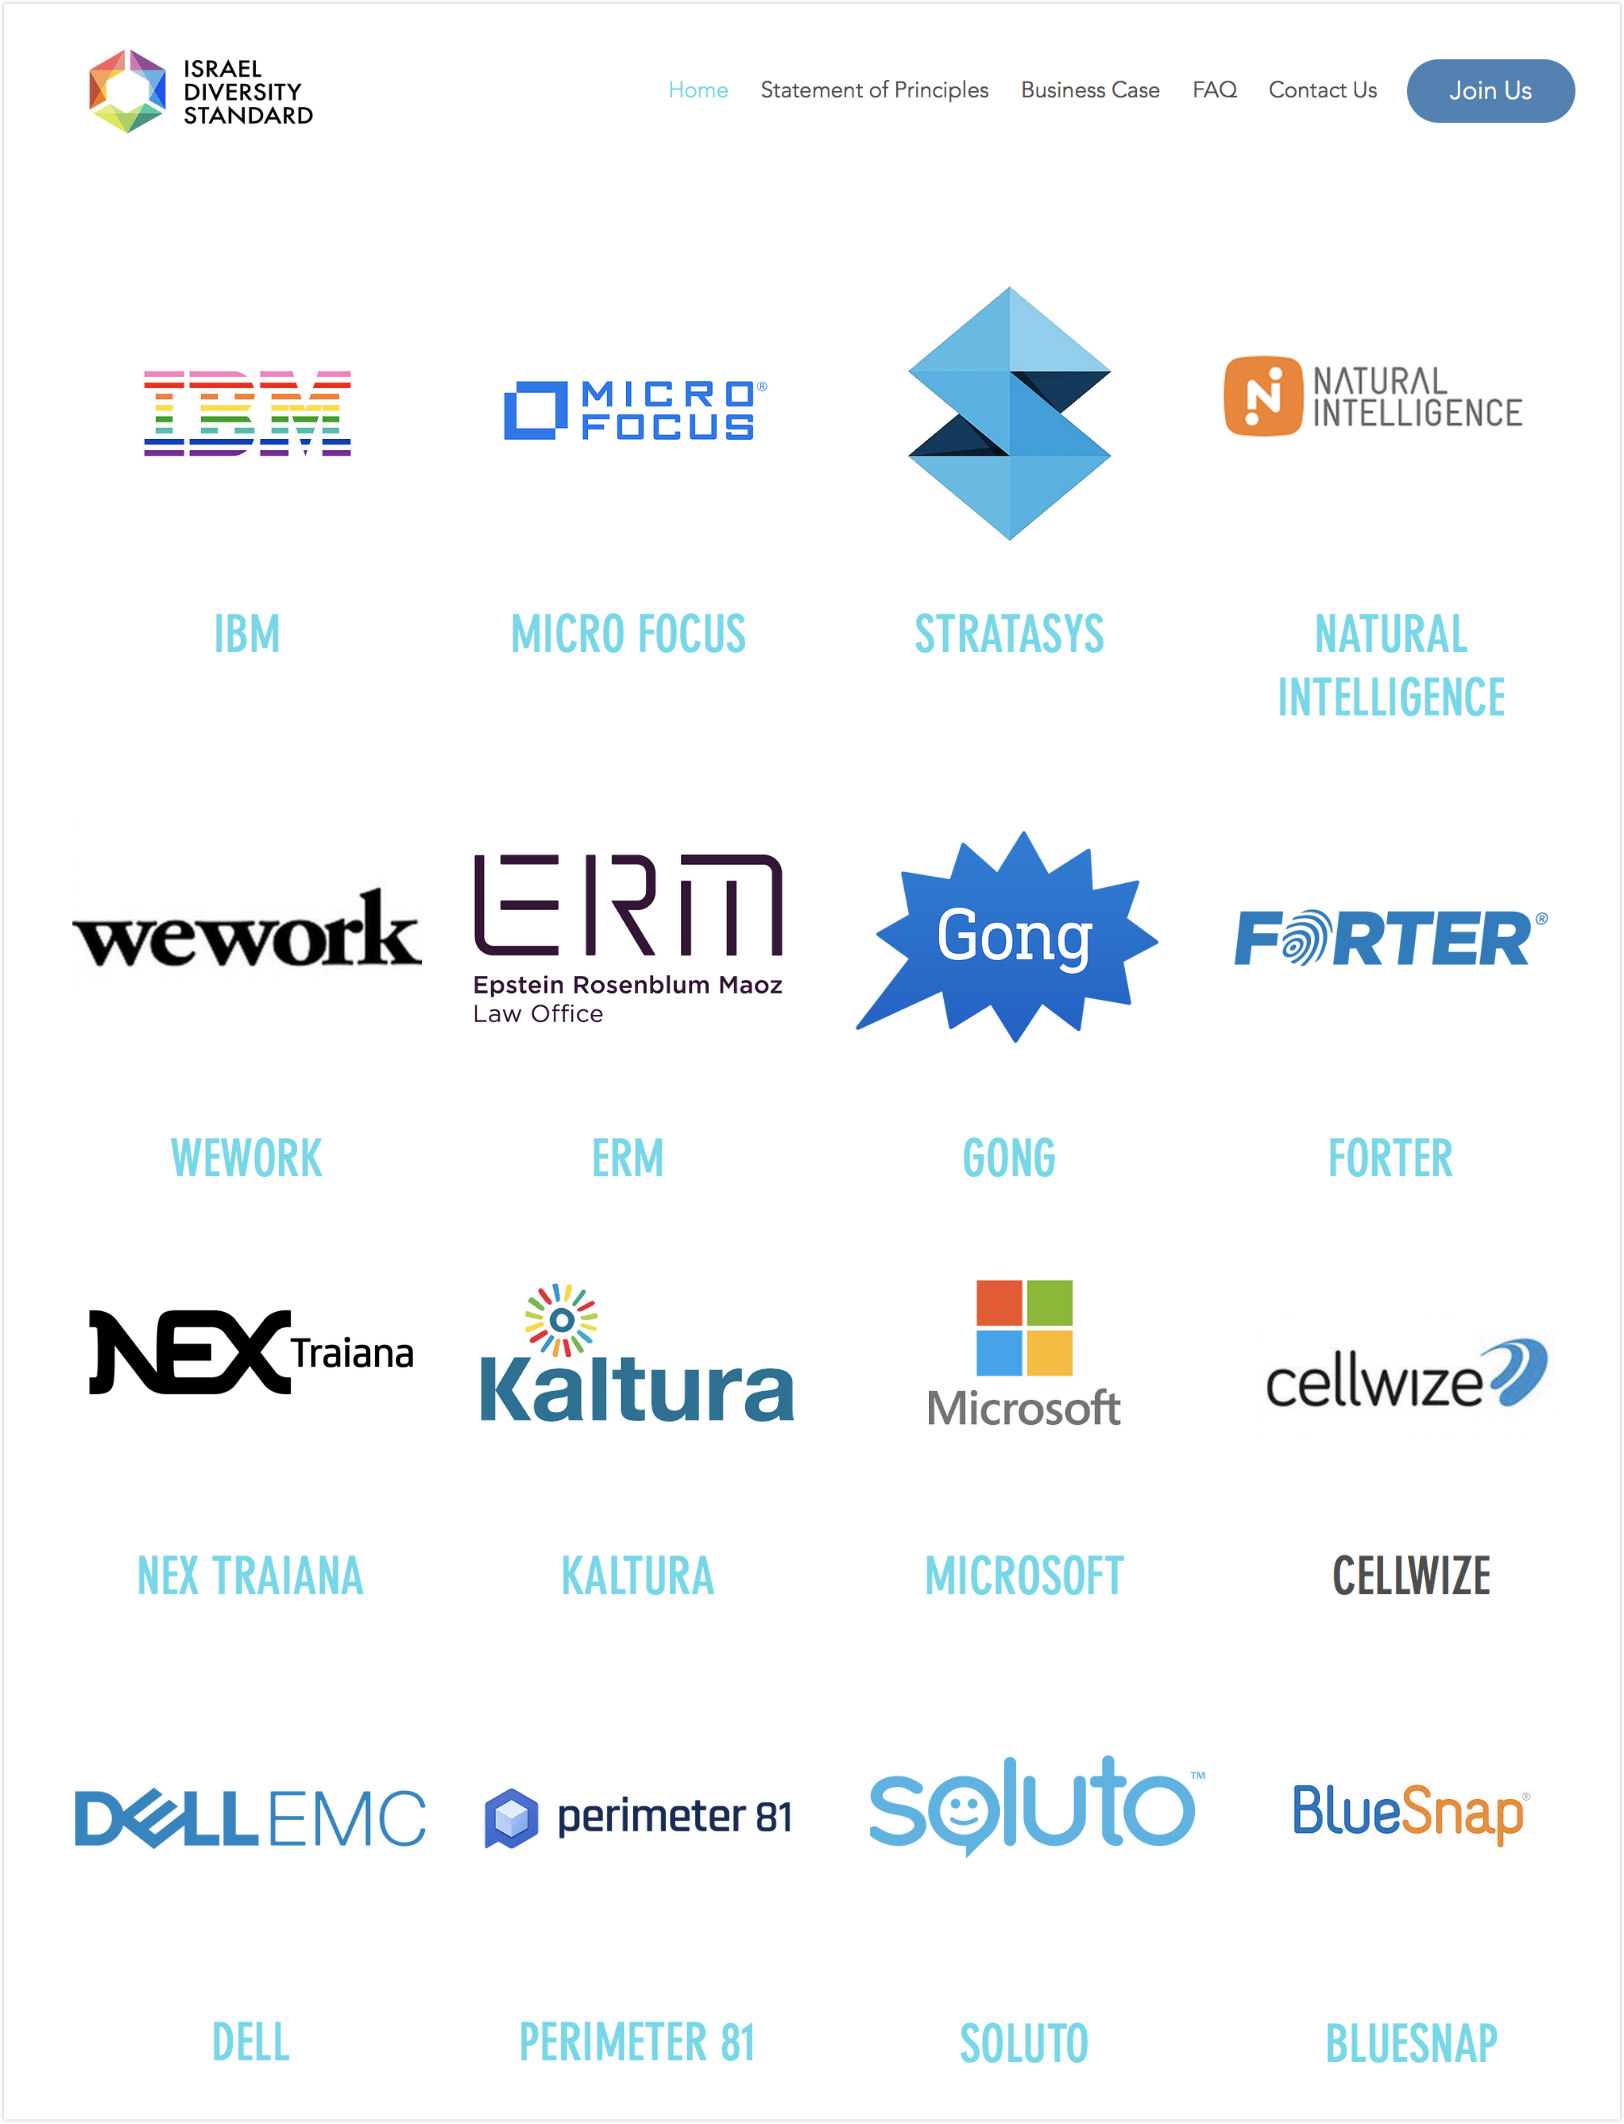 ISRAEL
DIVERSITY
STANDARD
Home Statement of Principles Business Case FAQ Contact Us Join Us
IBM
MICRO®
FOCUS
NATURAL
INTELLIGENCE
IBM MICRO FOCUS STRATASYS NATURAL
INTELLIGENCE
wework
ERM
Epstein Rosenblum Maoz
Law Office
Gong
FORTER®
WEWORK ERM GONG FORTER
NEX Traiana
Kaltura
Microsoft
cellwize
NEX TRAIANA KALTURA MICROSOFT CELLWIZE
DELL EMC
perimeter 81
soluto™
BlueSnap®
DELL PERIMETER 81 SOLUTO BLUESNAP